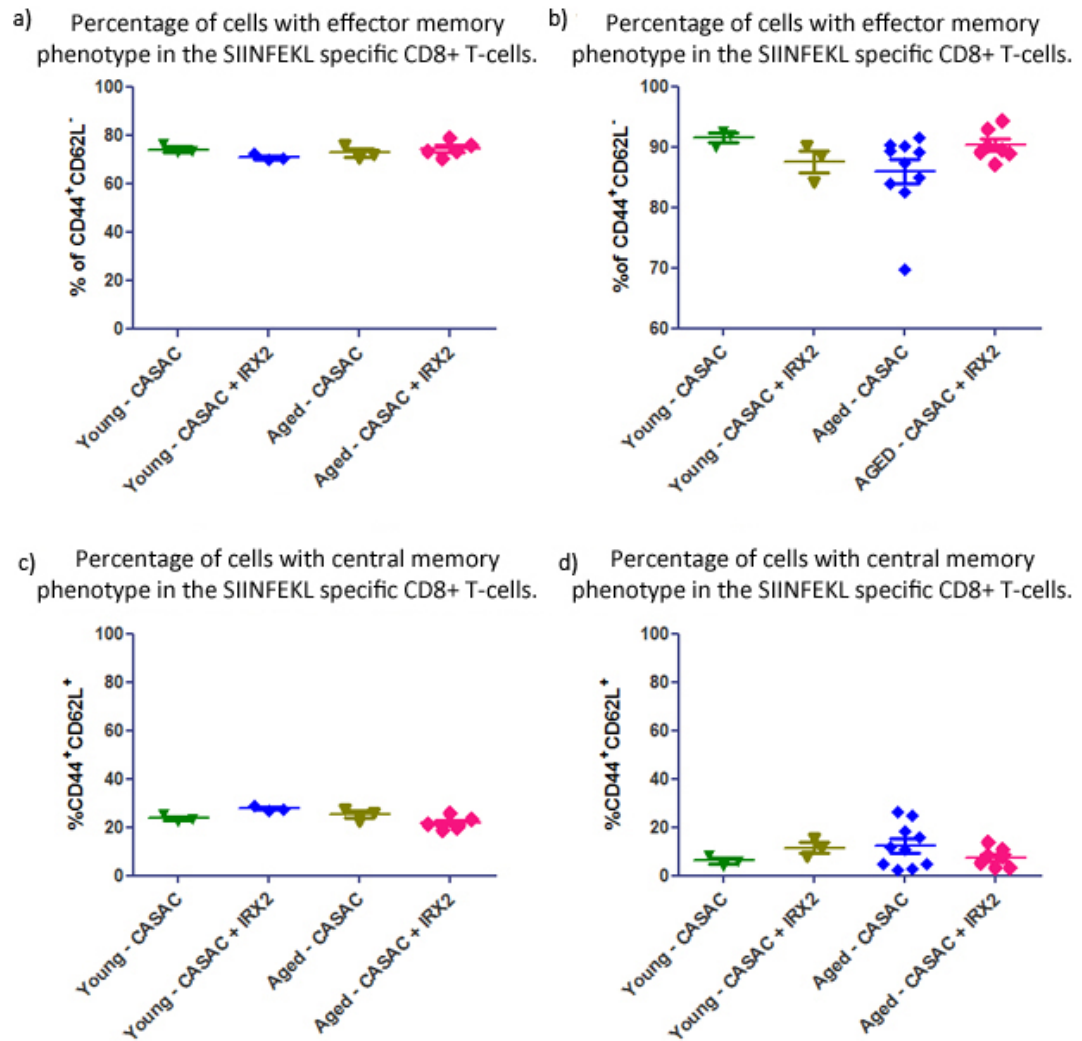 a)
Percentage of cells with effector memory
phenotype in the SIINFEKL specific CD8+ T-cells.
% of CD44⁺CD62L⁻
100
80
60
40
20
0
Young - CASAC
Young - CASAC + IRX2
Aged - CASAC
Aged - CASAC + IRX2
b)
Percentage of cells with effector memory
phenotype in the SIINFEKL specific CD8+ T-cells.
%of CD44⁺CD62L⁻
100
90
80
70
60
Young - CASAC
Young - CASAC + IRX2
Aged - CASAC
AGED - CASAC + IRX2
c)
Percentage of cells with central memory
phenotype in the SIINFEKL specific CD8+ T-cells.
%CD44⁺CD62L⁺
100
80
60
40
20
0
Young - CASAC
Young - CASAC + IRX2
Aged - CASAC
Aged - CASAC + IRX2
d)
Percentage of cells with central memory
phenotype in the SIINFEKL specific CD8+ T-cells.
%CD44⁺CD62L⁺
100
80
60
40
20
0
Young - CASAC
Young - CASAC + IRX2
Aged - CASAC
Aged - CASAC + IRX2